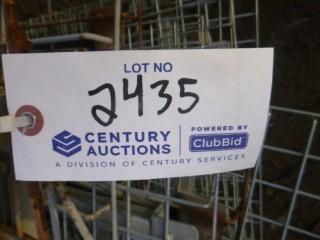 LOT NO
2435
CENTURY AUCTIONS
POWERED BY
ClubBid
A DIVISION OF CENTURY SERVICES